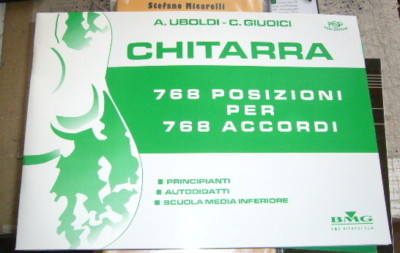 Stefano Micarelli
A. UBOLDI - C. GIUDICI
CHITARRA
768 POSIZIONI
PER
768 ACCORDI
PRINCIPIANTI
AUTODIDATTI
SCUOLA MEDIA INFERIORE
BMG